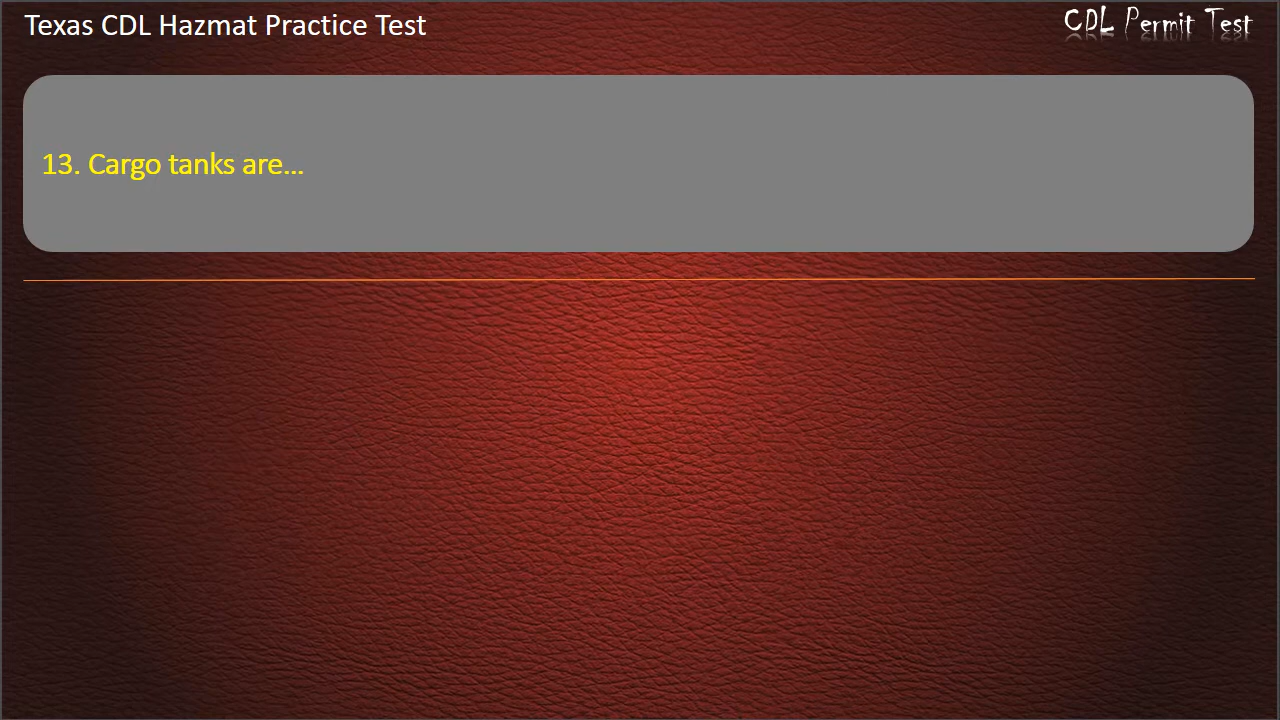 Texas CDL Hazmat Practice Test
CDL Permit Test
13. Cargo tanks are...